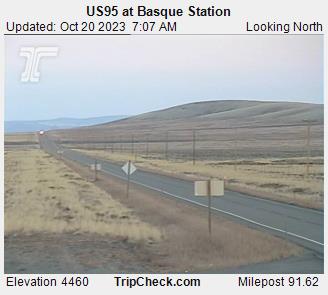 US95 at Basque Station
Updated: Oct 20 2023 7:07 AM Looking North
Elevation 4460 TripCheck.com Milepost 91.62